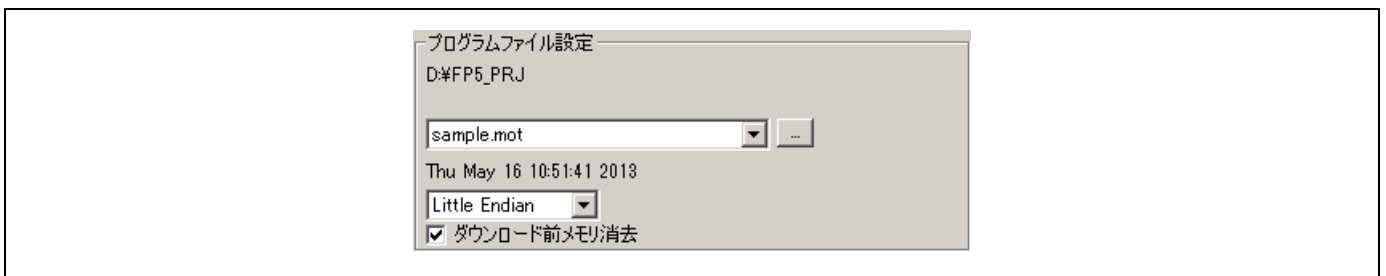 プログラムファイル設定
D:¥FP5_PRJ
sample.mot
...
Thu May 16 10:51:41 2013
Little Endian
ダウンロード前メモリ消去